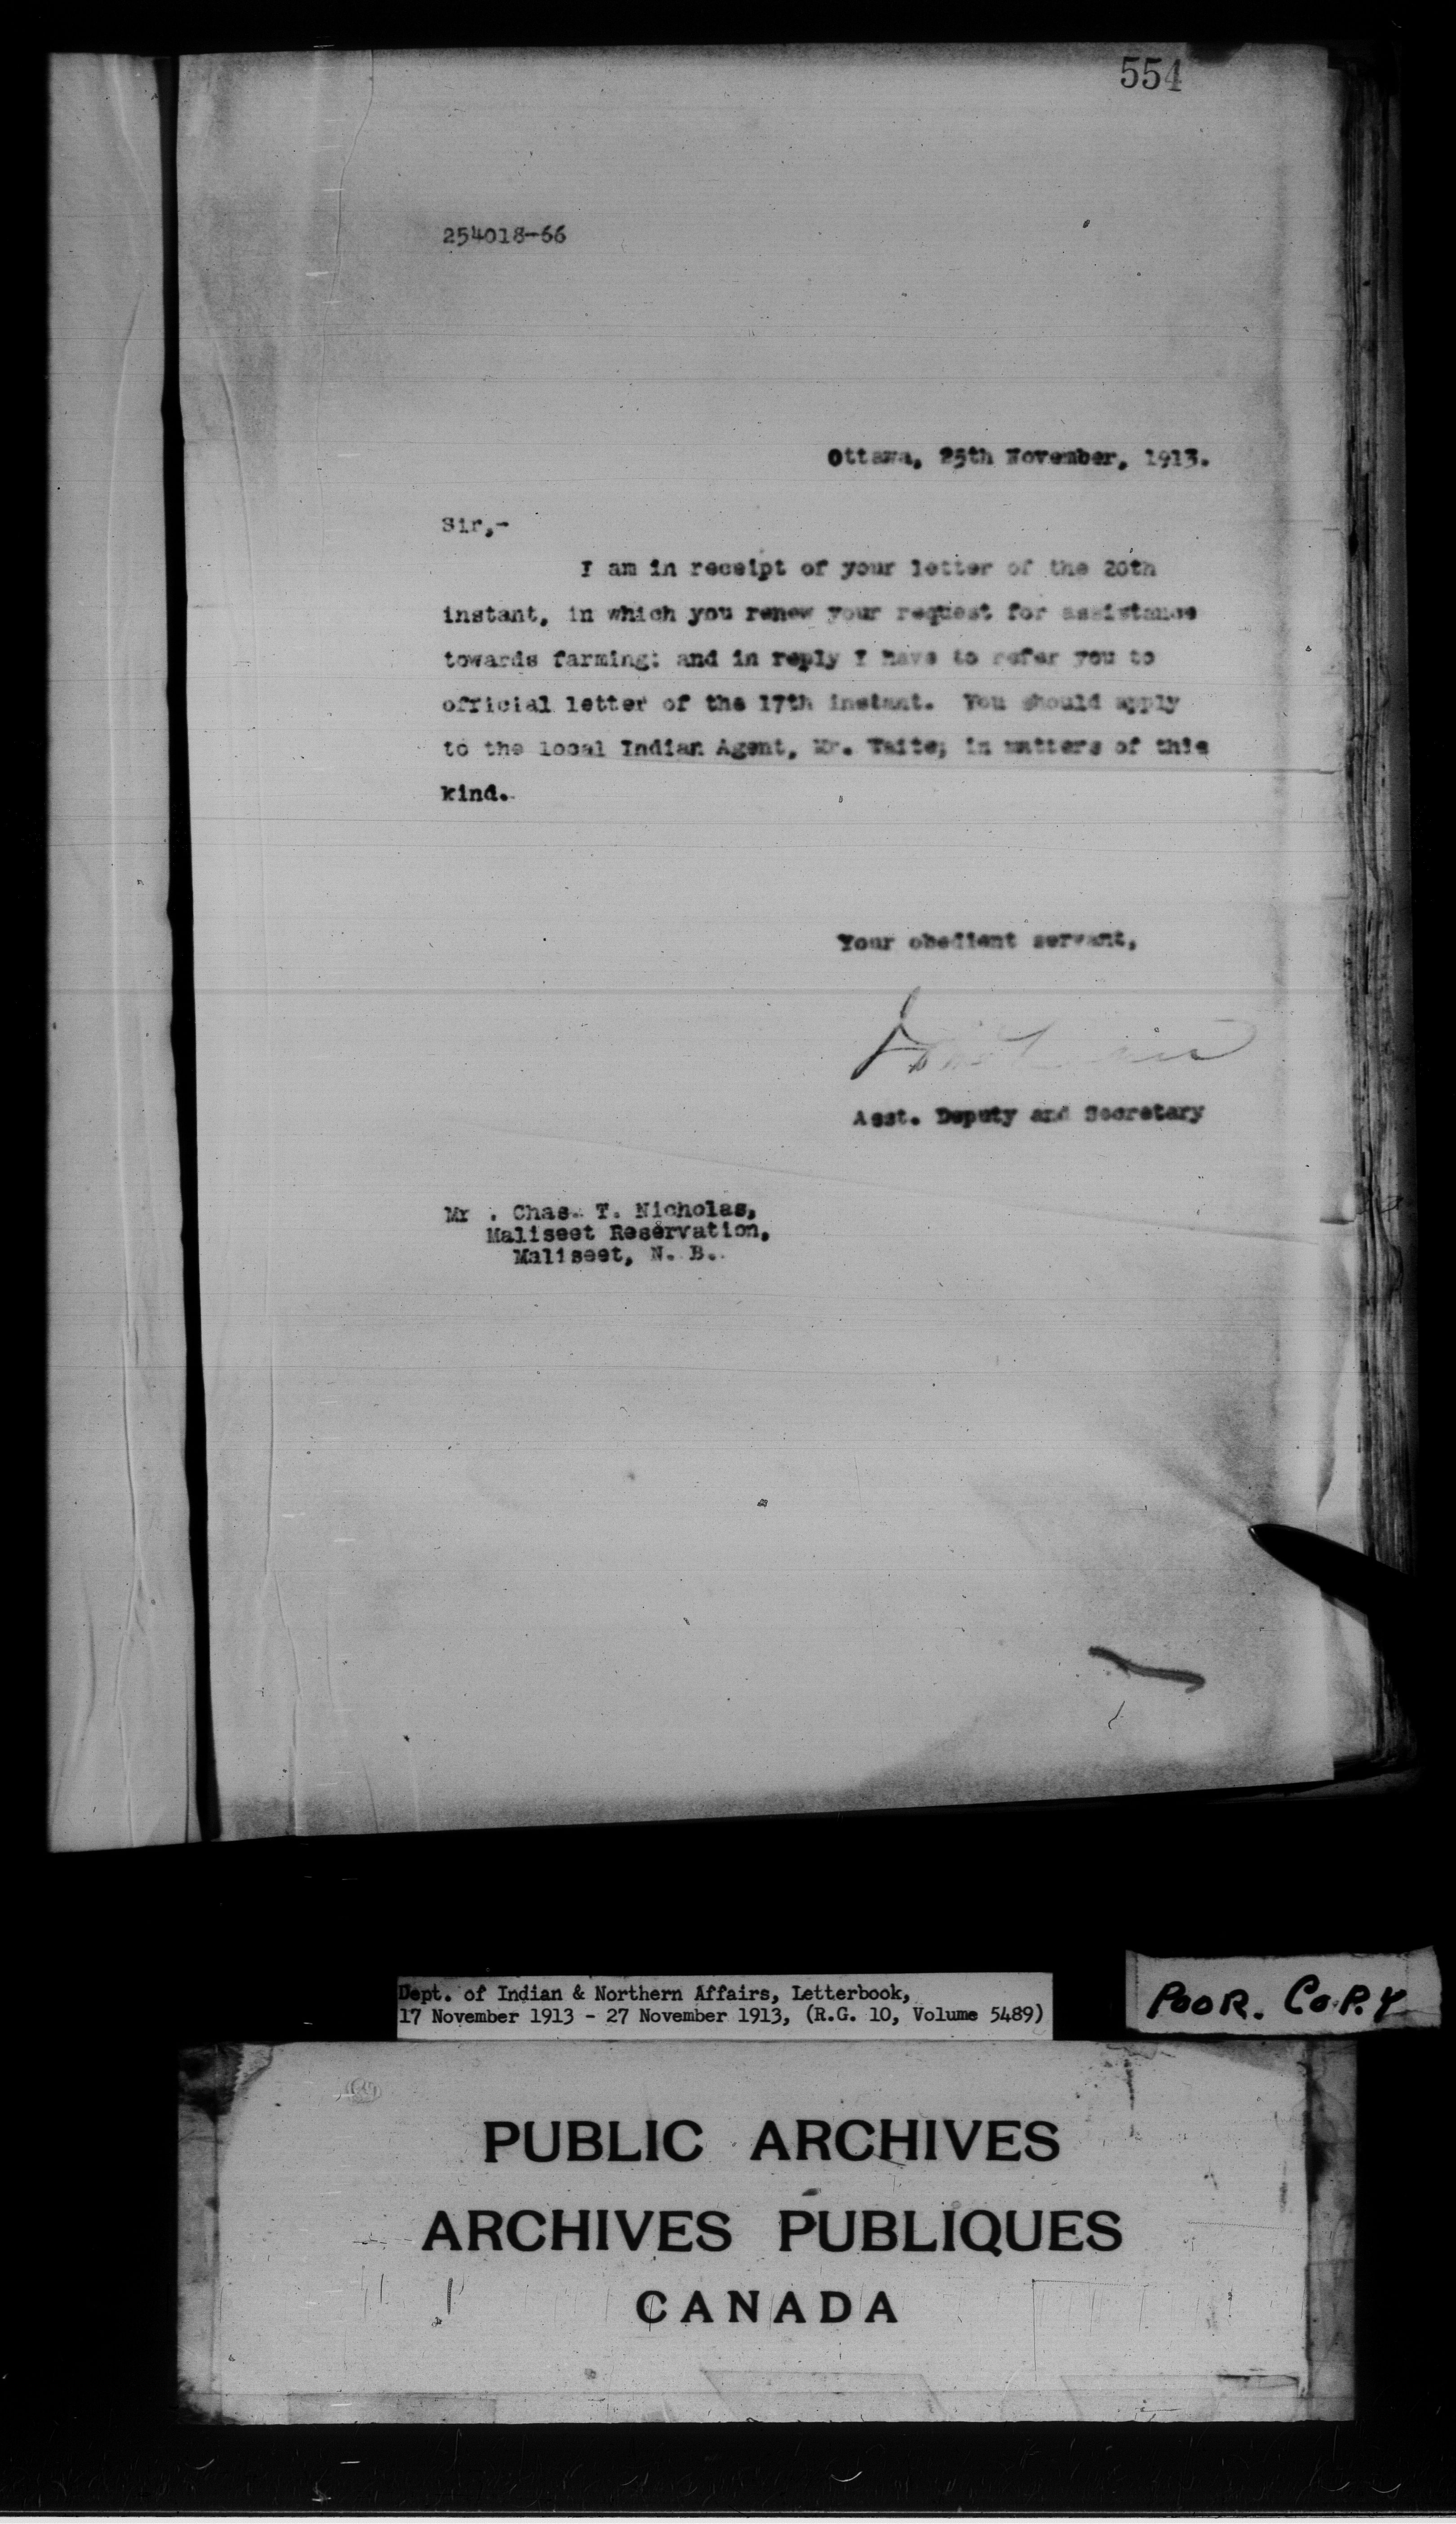 554
254018-66
Ottawa, 25th November, 1913.
Sir,-
I am in receipt of your letter of the 20th
instant, in which you renew your request for assistance
towards farming; and in reply I have to refer you to
official letter of the 17th instant. You should apply
to the local Indian Agent, Mr. Waite, in matters of this
kind.
Your obedient servant,
Asst. Deputy and Secretary
Mr . Chas. T. Nicholas,
Maliseet Reservation,
Maliseet, N. B.
Dept. of Indian & Northern Affairs, Letterbook,
17 November 1913 - 27 November 1913, (R.G. 10, Volume 5489)
POOR. COPY
PUBLIC ARCHIVES
ARCHIVES PUBLIQUES
CANADA